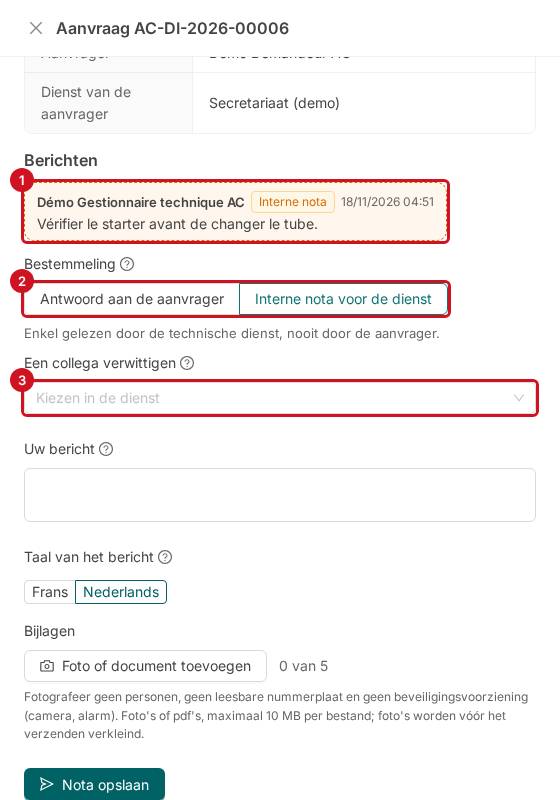 Aanvraag AC-DI-2026-00006
Dienst van de
aanvrager
Secretariaat (demo)
Berichten
1
Démo Gestionnaire technique AC Interne nota 18/11/2026 04:51
Vérifier le starter avant de changer le tube.
Bestemmeling
2
Antwoord aan de aanvrager Interne nota voor de dienst
Enkel gelezen door de technische dienst, nooit door de aanvrager.
Een collega verwittigen
3
Kiezen in de dienst
Uw bericht
Taal van het bericht
Frans Nederlands
Bijlagen
Foto of document toevoegen 0 van 5
Fotografeer geen personen, geen leesbare nummerplaat en geen beveiligingsvoorziening
(camera, alarm). Foto's of pdf's, maximaal 10 MB per bestand; foto's worden vóór het
verzenden verkleind.
Nota opslaan